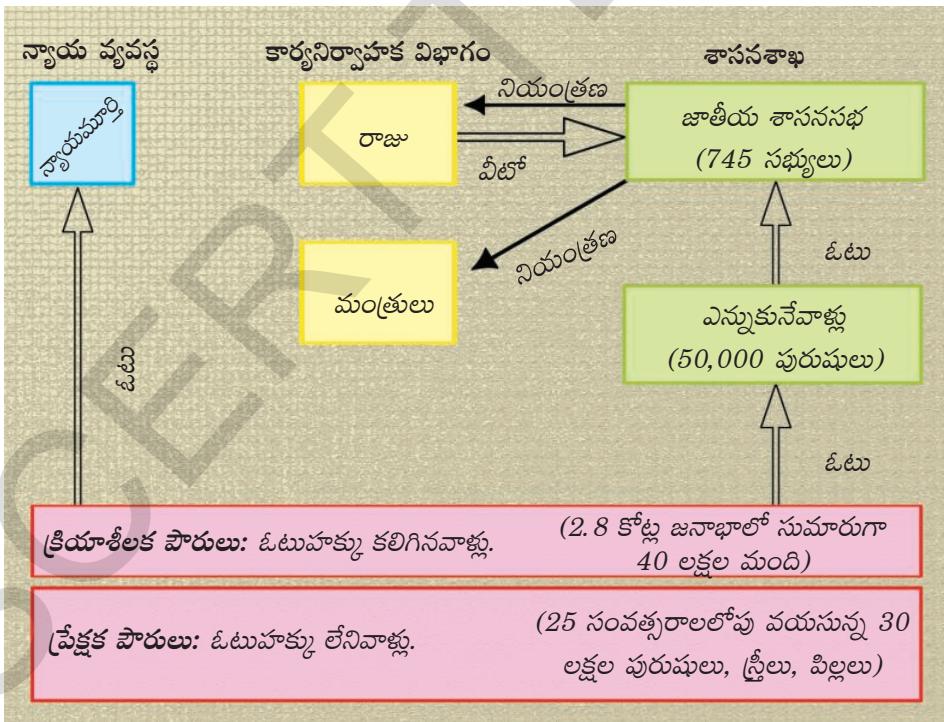 న్యాయ వ్యవస్థ
కార్యనిర్వాహక విభాగం
శాసనశాఖ
న్యాయమూర్తి
రాజు
నియంత్రణ
వీటో
జాతీయ శాసనసభ
(745 సభ్యులు)
మంత్రులు
నియంత్రణ
ఓటు
ఎన్నుకునేవాళ్లు
(50,000 పురుషులు)
ఓటు
ఓటు
క్రియాశీలక పౌరులు: ఓటుహక్కు కలిగినవాళ్లు.
(2.8 కోట్ల జనాభాలో సుమారుగా
40 లక్షల మంది)
ప్రేక్షక పౌరులు: ఓటుహక్కు లేనివాళ్లు.
(25 సంవత్సరాలలోపు వయసున్న 30
లక్షల పురుషులు, స్త్రీలు, పిల్లలు)
SCERT